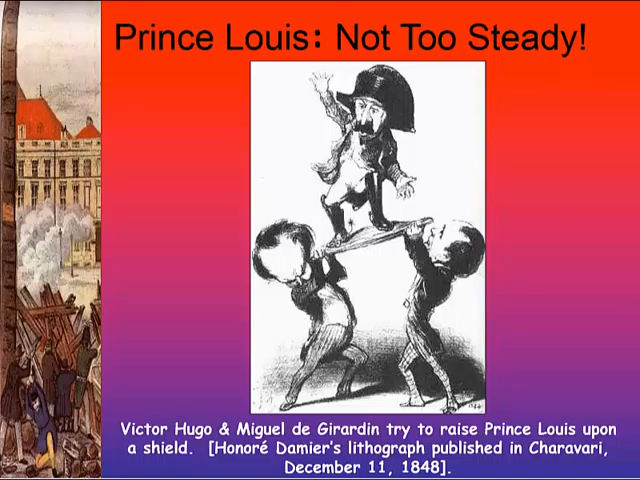 Prince Louis: Not Too Steady!
Victor Hugo & Miguel de Girardin try to raise Prince Louis upon
a shield. [Honoré Damier's lithograph published in Charavari,
December 11, 1848].